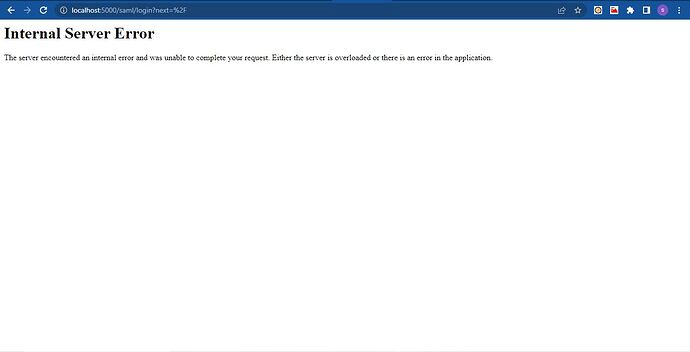 localhost:5000/saml/login?next=%2F
S
Internal Server Error
The server encountered an internal error and was unable to complete your request. Either the server is overloaded or there is an error in the application.